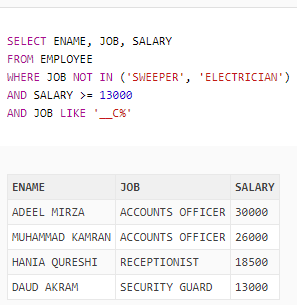 SELECT ENAME, JOB, SALARY
FROM EMPLOYEE
WHERE JOB NOT IN ('SWEEPER', 'ELECTRICIAN')
AND SALARY >= 13000
AND JOB LIKE '__C%'
ENAME JOB SALARY
ADEEL MIRZA ACCOUNTS OFFICER 30000
MUHAMMAD KAMRAN ACCOUNTS OFFICER 26000
HANIA QURESHI RECEPTIONIST 18500
DAUD AKRAM SECURITY GUARD 13000